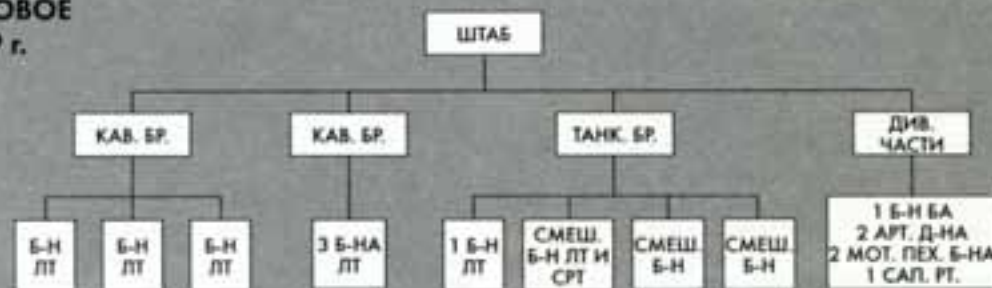 ОВОЕ
г.
ШТАБ
КАВ. БР.
КАВ. БР.
ТАНК. БР.
ДИВ.
ЧАСТИ
Б-Н
ЛТ
Б-Н
ЛТ
Б-Н
ЛТ
3 Б-НА
ЛТ
1 Б-Н
ЛТ
СМЕШ.
Б-Н ЛТ И
СРТ
СМЕШ.
Б-Н
СМЕШ.
Б-Н
1 Б-Н БА
2 АРТ. Д-НА
2 МОТ. ПЕХ. Б-НА
1 САП. РТ.